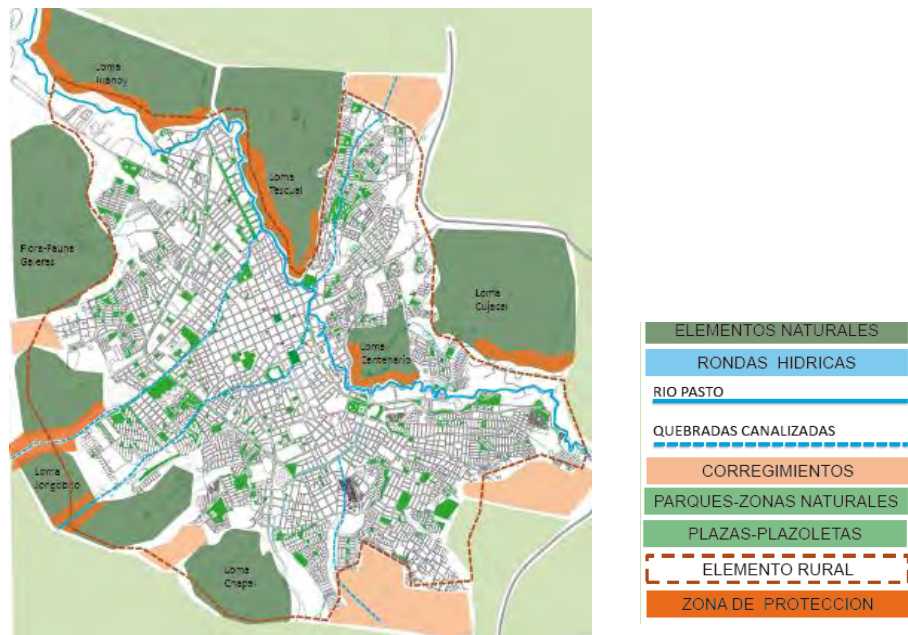 Loma
Tescual
Flora-Fauna
Galeras
Loma
Cujacal
Loma
Centenario
Loma
Loma
Chapal
ELEMENTOS NATURALES
RONDAS HIDRICAS
RIO PASTO
QUEBRADAS CANALIZADAS
CORREGIMIENTOS
PARQUES-ZONAS NATURALES
PLAZAS-PLAZOLETAS
ELEMENTO RURAL
ZONA DE PROTECCION